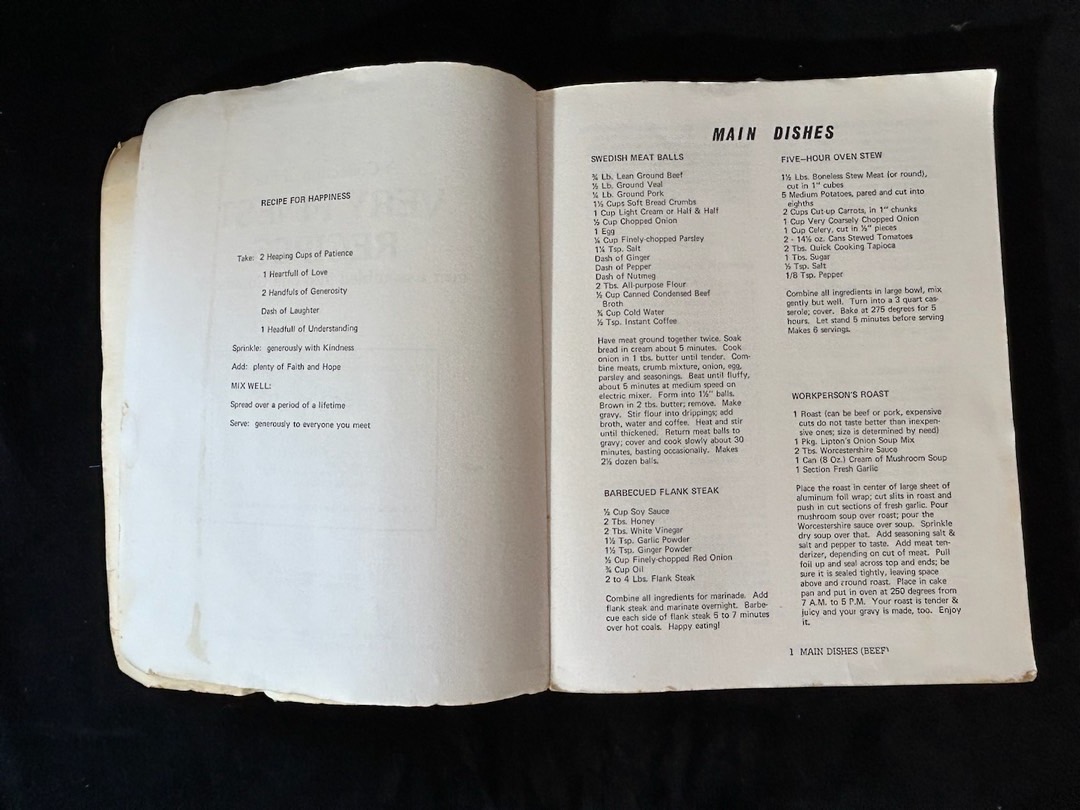 RECIPE FOR HAPPINESS
Take: 2 Heaping Cups of Patience
1 Heartfull of Love
2 Handfuls of Generosity
Dash of Laughter
1 Headfull of Understanding
Sprinkle: generously with Kindness
Add: plenty of Faith and Hope
MIX WELL:
Spread over a period of a lifetime
Serve: generously to everyone you meet
MAIN DISHES
SWEDISH MEAT BALLS
¾ Lb. Lean Ground Beef
½ Lb. Ground Veal
¼ Lb. Ground Pork
1½ Cups Soft Bread Crumbs
1 Cup Light Cream or Half & Half
½ Cup Chopped Onion
1 Egg
¼ Cup Finely-chopped Parsley
1¼ Tsp. Salt
Dash of Ginger
Dash of Pepper
Dash of Nutmeg
2 Tbs. All-purpose Flour
½ Cup Canned Condensed Beef
Broth
¾ Cup Cold Water
½ Tsp. Instant Coffee
Have meat ground together twice. Soak
bread in cream about 5 minutes. Cook
onion in 1 tbs. butter until tender. Com-
bine meats, crumb mixture, onion, egg,
parsley and seasonings. Beat until fluffy,
about 5 minutes at medium speed on
electric mixer. Form into 1½" balls.
Brown in 2 tbs. butter; remove. Make
gravy. Stir flour into drippings; add
broth, water and coffee. Heat and stir
until thickened. Return meat balls to
gravy; cover and cook slowly about 30
minutes, basting occasionally. Makes
2½ dozen balls.
BARBECUED FLANK STEAK
½ Cup Soy Sauce
2 Tbs. Honey
2 Tbs. White Vinegar
1½ Tsp. Garlic Powder
1½ Tsp. Ginger Powder
½ Cup Finely-chopped Red Onion
¾ Cup Oil
2 to 4 Lbs. Flank Steak
Combine all ingredients for marinade. Add
flank steak and marinate overnight. Barbe-
cue each side of flank steak 5 to 7 minutes
over hot coals. Happy eating!
FIVE-HOUR OVEN STEW
1½ Lbs. Boneless Stew Meat (or round),
cut in 1" cubes
5 Medium Potatoes, pared and cut into
eighths
2 Cups Cut-up Carrots, in 1" chunks
1 Cup Very Coarsely Chopped Onion
1 Cup Celery, cut in ½" pieces
2 - 14½ oz. Cans Stewed Tomatoes
2 Tbs. Quick Cooking Tapioca
1 Tbs. Sugar
½ Tsp. Salt
1/8 Tsp. Pepper
Combine all ingredients in large bowl, mix
gently but well. Turn into a 3 quart cas-
serole; cover. Bake at 275 degrees for 5
hours. Let stand 5 minutes before serving
Makes 6 servings.
WORKPERSON'S ROAST
1 Roast (can be beef or pork, expensive
cuts do not taste better than inexpen-
sive ones; size is determined by need)
1 Pkg. Lipton's Onion Soup Mix
2 Tbs. Worcestershire Sauce
1 Can (8 Oz.) Cream of Mushroom Soup
1 Section Fresh Garlic
Place the roast in center of large sheet of
aluminum foil wrap; cut slits in roast and
push in cut sections of fresh garlic. Pour
mushroom soup over roast; pour the
Worcestershire sauce over soup. Sprinkle
dry soup over that. Add seasoning salt &
salt and pepper to taste. Add meat ten-
derizer, depending on cut of meat. Pull
foil up and seal across top and ends; be
sure it is sealed tightly, leaving space
above and around roast. Place in cake
pan and put in oven at 250 degrees from
7 A.M. to 5 P.M. Your roast is tender &
juicy and your gravy is made, too. Enjoy
it.
1 MAIN DISHES (BEEF)